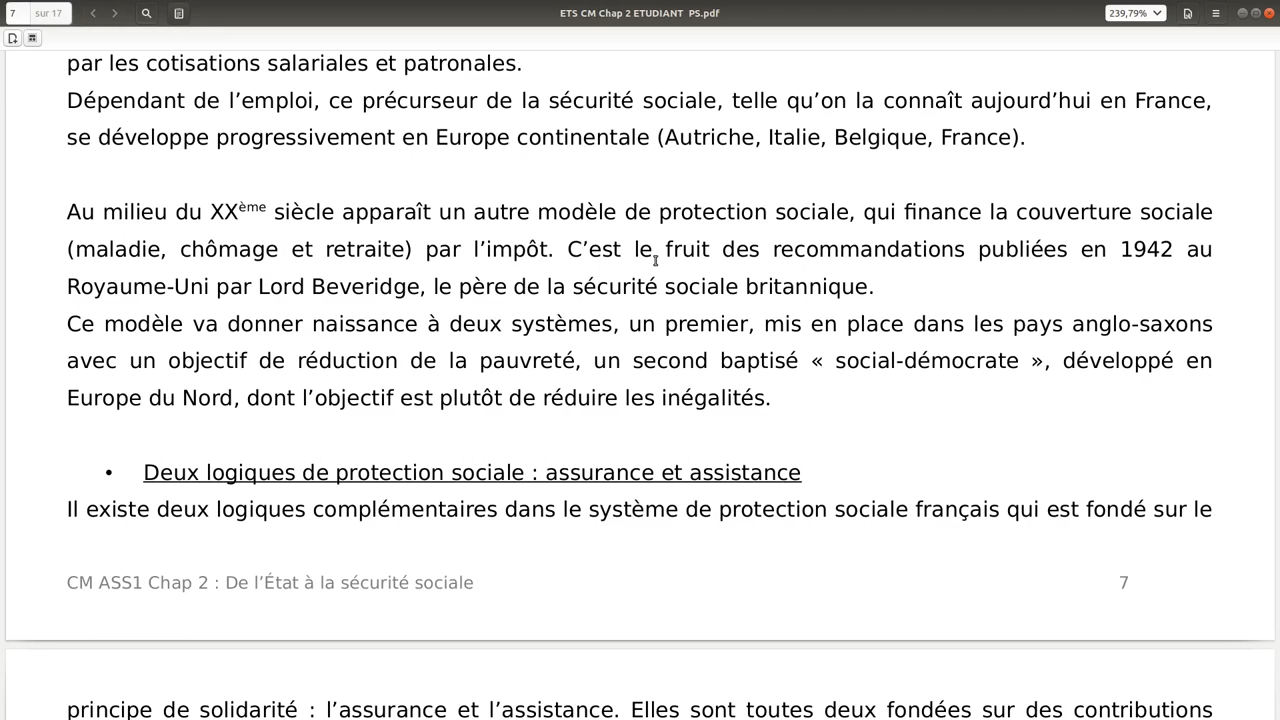 7 sur 17 ETS CM Chap 2 ETUDIANT PS.pdf 239,79%
par les cotisations salariales et patronales.
Dépendant de l’emploi, ce précurseur de la sécurité sociale, telle qu’on la connaît aujourd’hui en France,
se développe progressivement en Europe continentale (Autriche, Italie, Belgique, France).
Au milieu du XXème siècle apparaît un autre modèle de protection sociale, qui finance la couverture sociale
(maladie, chômage et retraite) par l’impôt. C’est le fruit des recommandations publiées en 1942 au
Royaume-Uni par Lord Beveridge, le père de la sécurité sociale britannique.
Ce modèle va donner naissance à deux systèmes, un premier, mis en place dans les pays anglo-saxons
avec un objectif de réduction de la pauvreté, un second baptisé « social-démocrate », développé en
Europe du Nord, dont l’objectif est plutôt de réduire les inégalités.
• Deux logiques de protection sociale : assurance et assistance
Il existe deux logiques complémentaires dans le système de protection sociale français qui est fondé sur le
CM ASS1 Chap 2 : De l’État à la sécurité sociale 7
principe de solidarité : l’assurance et l’assistance. Elles sont toutes deux fondées sur des contributions